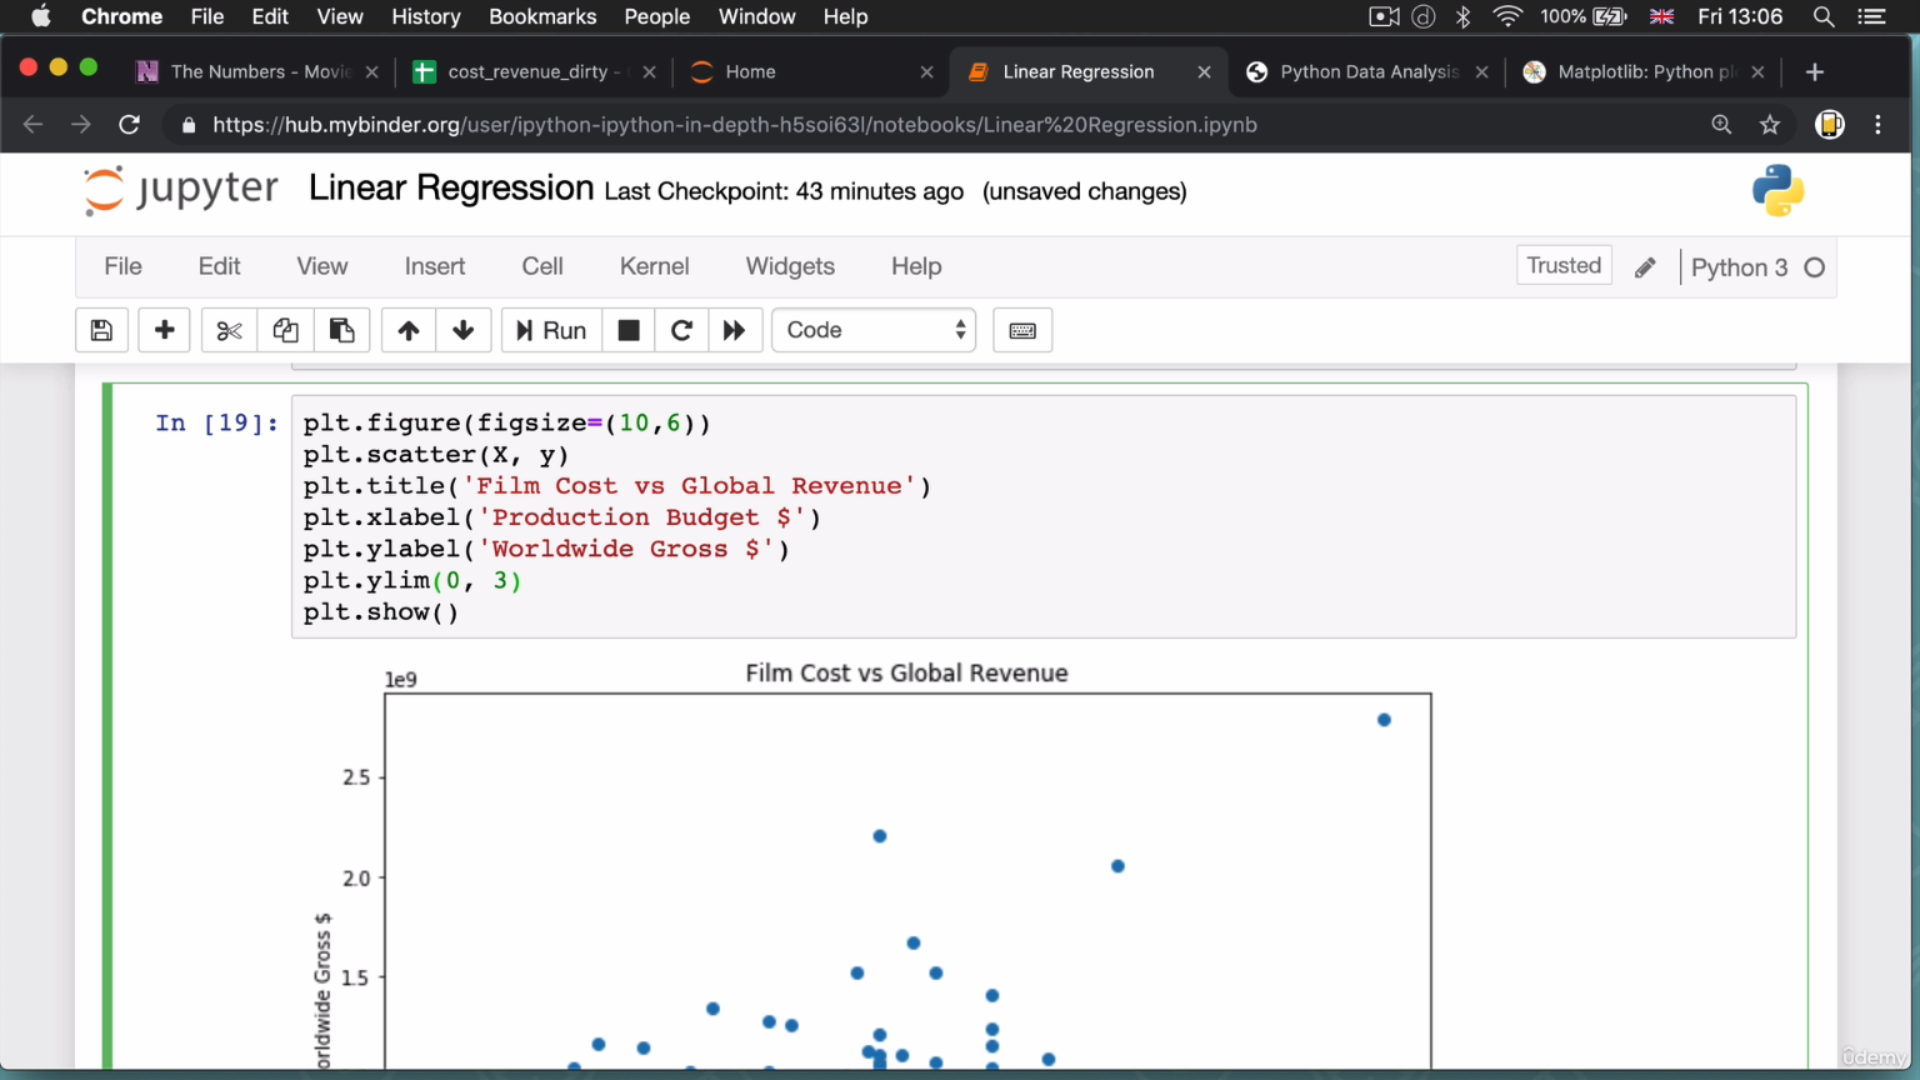 Chrome File Edit View History Bookmarks People Window Help 100% Fri 13:06
The Numbers - Movie cost_revenue_dirty - Home Linear Regression Python Data Analysis Matplotlib: Python pl
https://hub.mybinder.org/user/ipython-ipython-in-depth-h5soi63l/notebooks/Linear%20Regression.ipynb
jupyter Linear Regression Last Checkpoint: 43 minutes ago (unsaved changes)
File Edit View Insert Cell Kernel Widgets Help Trusted Python 3
Run Code
In [19]: plt.figure(figsize=(10,6))
plt.scatter(X, y)
plt.title('Film Cost vs Global Revenue')
plt.xlabel('Production Budget $')
plt.ylabel('Worldwide Gross $')
plt.ylim(0, 3)
plt.show()
Film Cost vs Global Revenue
1e9
2.5
2.0
1.5
orldwide Gross $
ûdemy